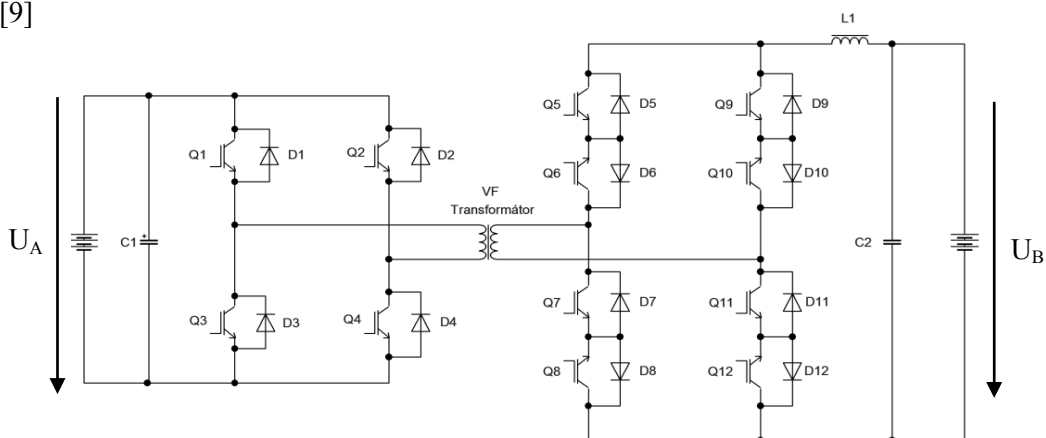 [9]
L1
Q5
D5
Q9
D9
Q1
D1
Q2
D2
Q6
D6
Q10
D10
VF
Transformátor
U_A
C1
+
C2
U_B
Q3
D3
Q4
D4
Q7
D7
Q11
D11
Q8
D8
Q12
D12